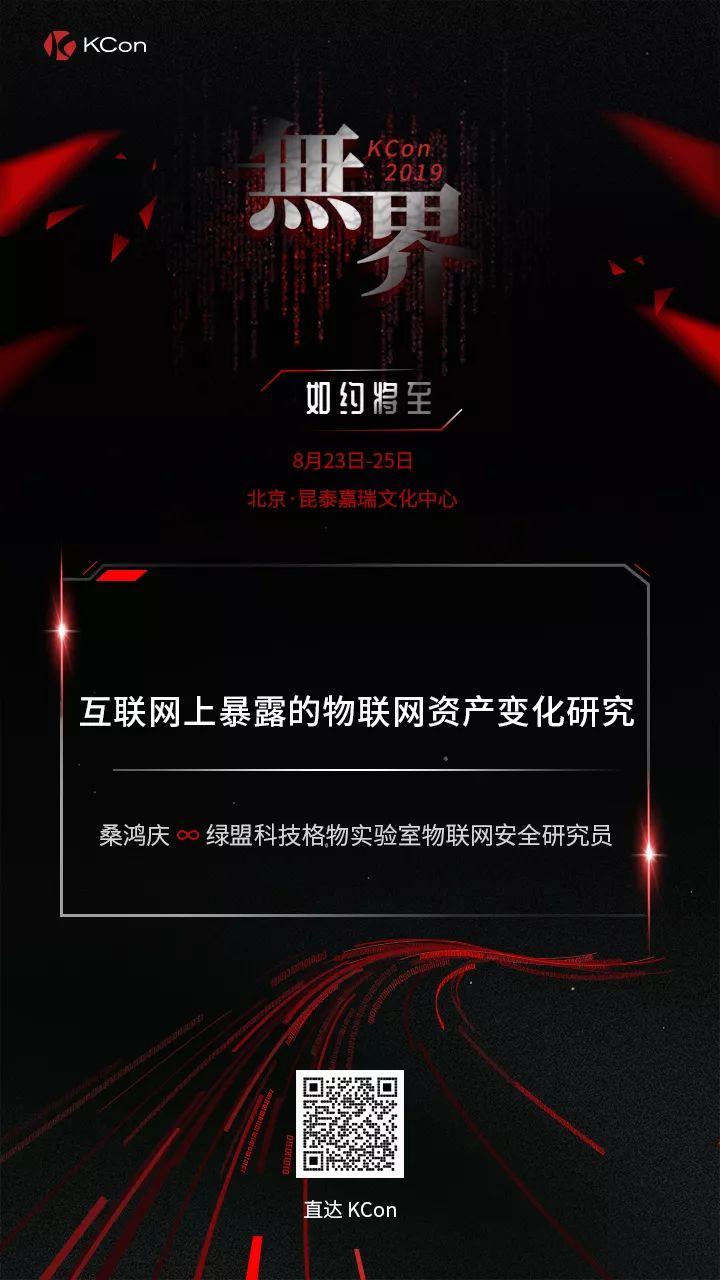 KCon
無界
KCon
2019
如约将至
8月23日-25日
北京·昆泰嘉瑞文化中心
互联网上暴露的物联网资产变化研究
桑鸿庆 ∞ 绿盟科技格物实验室物联网安全研究员
直达 KCon